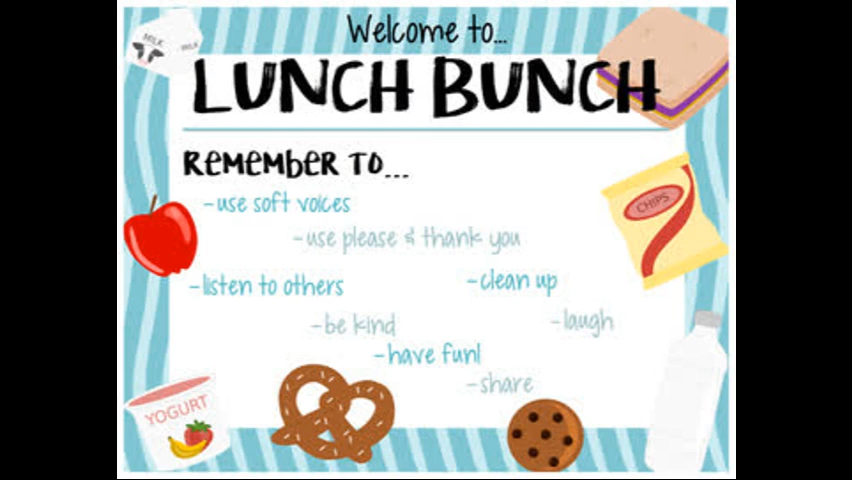 Welcome to...
LUNCH BUNCH
REMEMBER TO...
-use soft voices
-use please & thank you
-listen to others
-clean up
-be kind
-laugh
-have fun!
-share
MILK
MILK
CHIPS
YOGURT